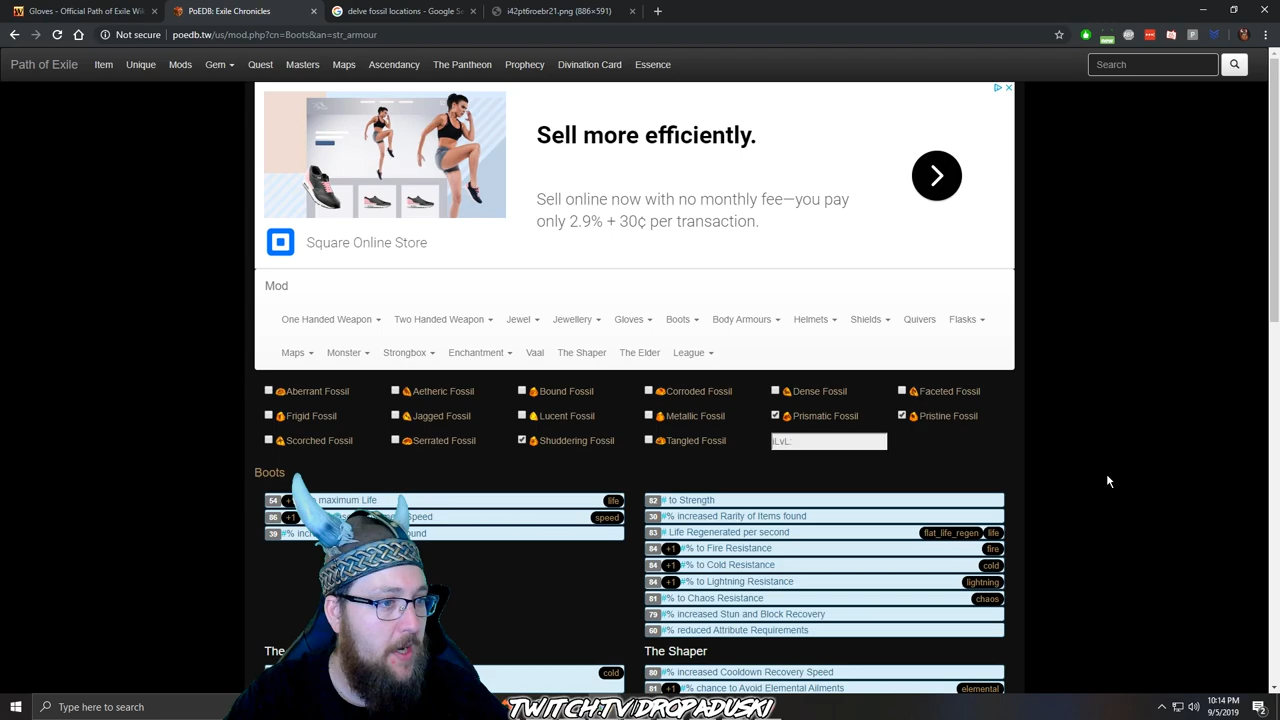 Gloves - Official Path of Exile Wik
PoEDB: Exile Chronicle
delve fossils - Google S
i42pt6roebr21.png (886×591)
Not secure
poedb.tw/us/mod.php?cn=Boots&an=str_armour
Path of Exile
Item
Unique
Mods
Gem
Quest
Masters
Maps
Ascendancy
The Pantheon
Prophecy
Divination Card
Essence
Search
Sell more efficiently.
Sell online now with no monthly fee—you pay
only 2.9% + 30¢ per transaction.
Square Online Store
Mod
One Handed Weapon
Two Handed Weapon
Jewel
Jewellery
Gloves
Boots
Body Armours
Helmets
Shields
Quivers
Flasks
Maps
Monster
Strongbox
Enchantment
Vaal
The Shaper
The Elder
League
Aberrant Fossil
Aetheric Fossil
Bound Fossil
Corroded Fossil
Dense Fossil
Faceted Fossil
Frigid Fossil
Jagged Fossil
Lucent Fossil
Metallic Fossil
Prismatic Fossil
Pristine Fossil
Scorched Fossil
Serrated Fossil
Shuddering Fossil
Tangled Fossil
iLvL:
Boots
54 maximum Life life
86 +1 Speed speed
39 #% incre ound
82 # to Strength
30 #% increased Rarity of Items found
83 # Life Regenerated per second flat_life_regen life
84 +1 #% to Fire Resistance fire
84 +1 #% to Cold Resistance cold
84 +1 #% to Lightning Resistance lightning
81 #% to Chaos Resistance chaos
79 #% increased Stun and Block Recovery
60 #% reduced Attribute Requirements
The
The Shaper
cold
80 #% increased Cooldown Recovery Speed
81 +1 #% chance to Avoid Elemental Ailments elemental
Type here to search
TWITCH.TV/DROPADUSKI
10:14 PM
9/5/2019
2